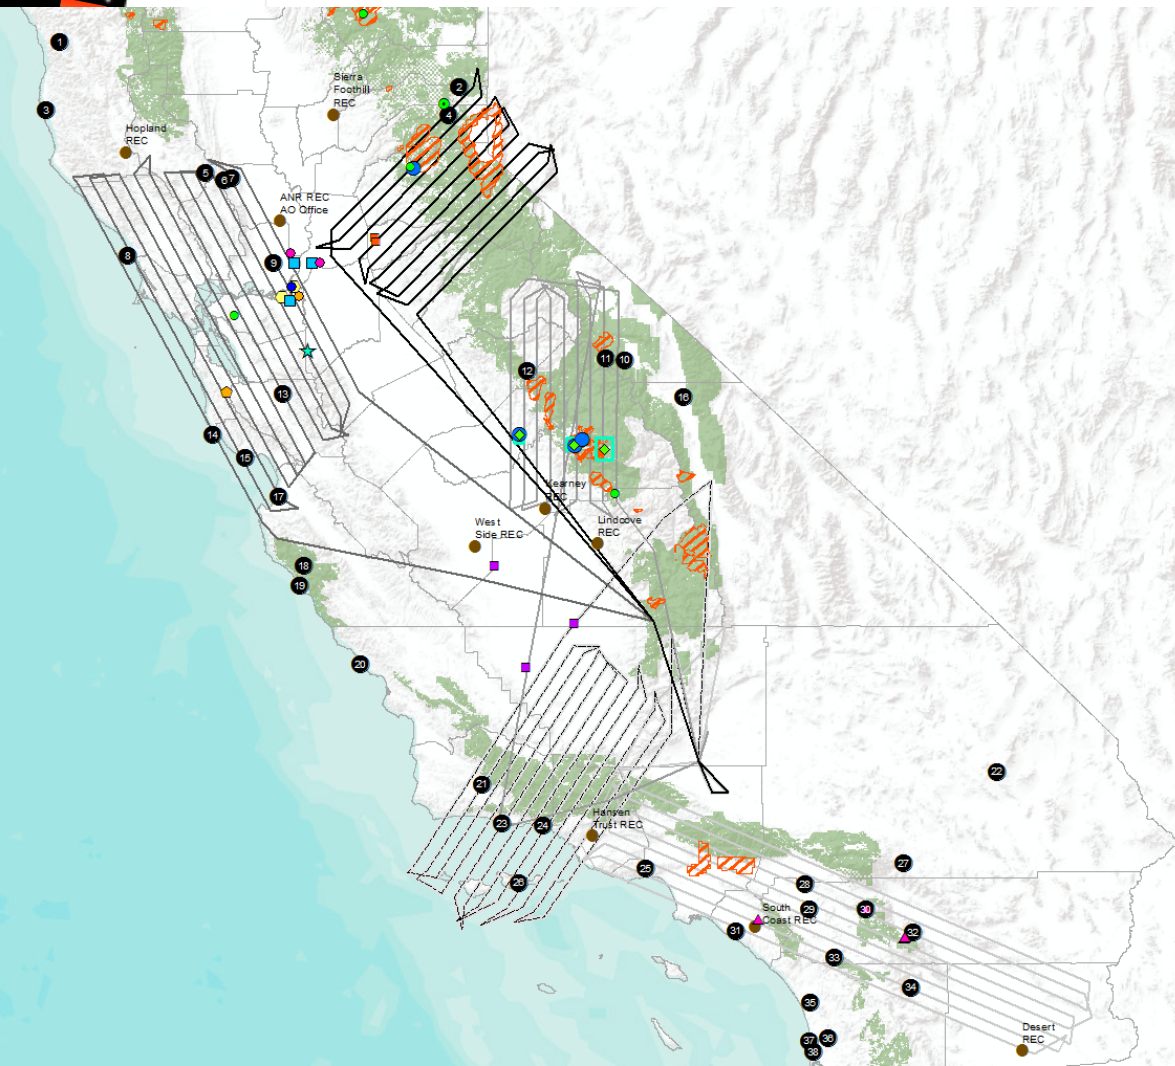 1
Sierra
Foothill
REC
2
3
4
Hopland
REC
5
6
7
ANR REC
AO Office
8
9
11
10
12
16
13
14
15
Kearney
REC
17
West
Side REC
Lindcove
REC
18
19
20
22
21
Hansen
Trust REC
23
24
25
27
26
28
29
30
South
Coast REC
31
32
33
34
35
Desert
REC
36
37
38